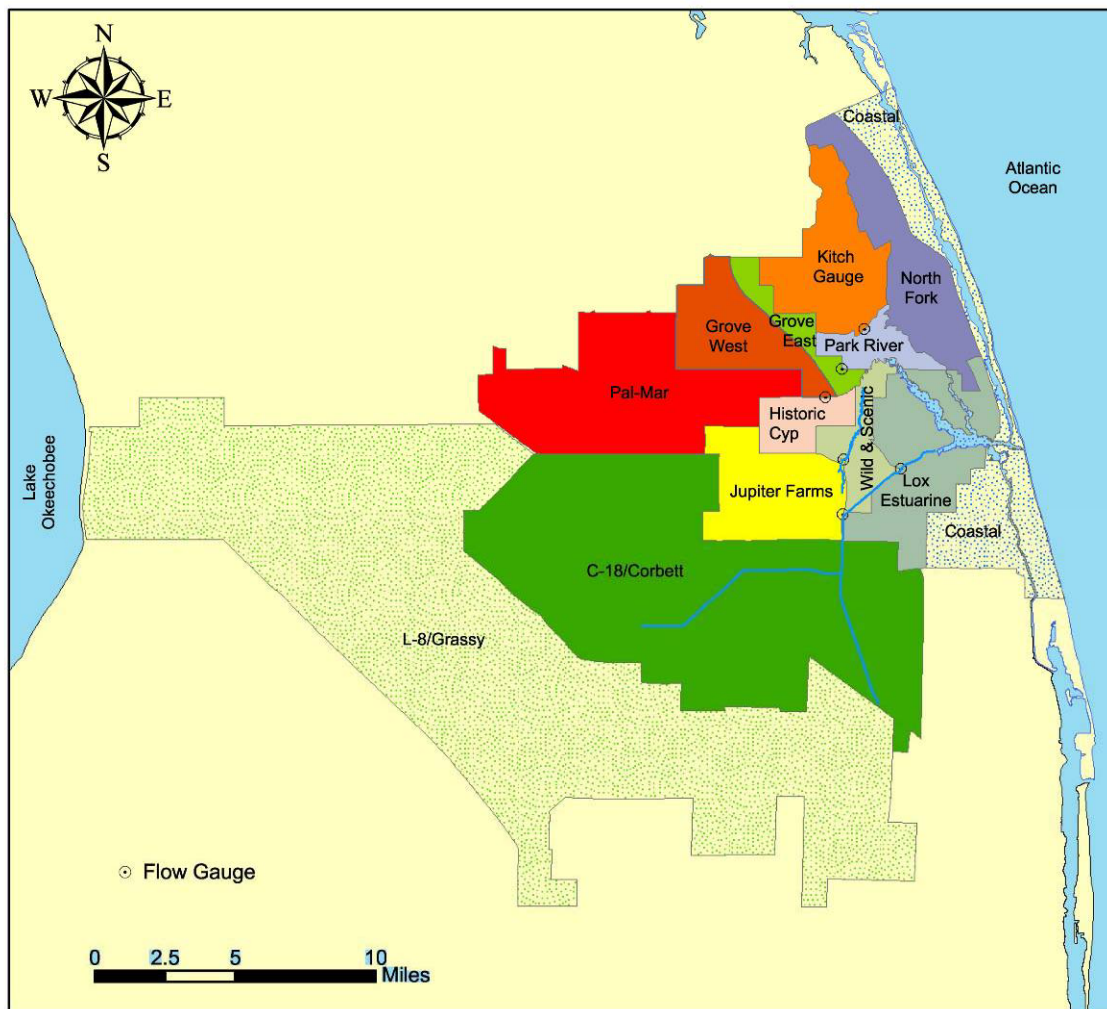 N
W
E
S
Coastal
Atlantic
Ocean
Kitch
Gauge
North
Fork
Grove
West
Grove
East
Park River
Pal-Mar
Historic
Cyp
Wild & Scenic
Lox
Estuarine
Jupiter Farms
Coastal
Lake
Okeechobee
C-18/Corbett
L-8/Grassy
Flow Gauge
0 2.5 5 10
Miles